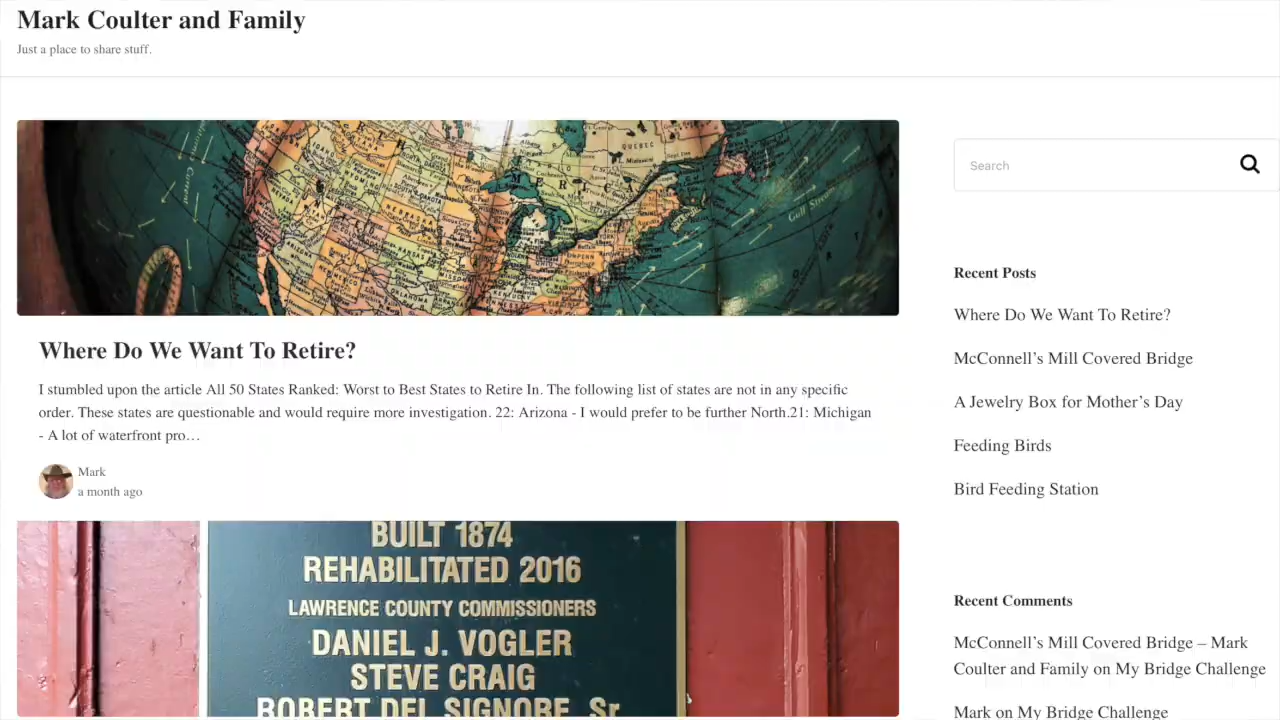 Mark Coulter and Family
Just a place to share stuff.
Search
Where Do We Want To Retire?
I stumbled upon the article All 50 States Ranked: Worst to Best States to Retire In. The following list of states are not in any specific
order. These states are questionable and would require more investigation. 22: Arizona - I would prefer to be further North.21: Michigan
- A lot of waterfront pro…
Mark
a month ago
BUILT 1874
REHABILITATED 2016
LAWRENCE COUNTY COMMISSIONERS
DANIEL J. VOGLER
STEVE CRAIG
ROBERT DEL SIGNORE, Sr
Recent Posts
Where Do We Want To Retire?
McConnell’s Mill Covered Bridge
A Jewelry Box for Mother’s Day
Feeding Birds
Bird Feeding Station
Recent Comments
McConnell’s Mill Covered Bridge – Mark
Coulter and Family on My Bridge Challenge
Mark on My Bridge Challenge